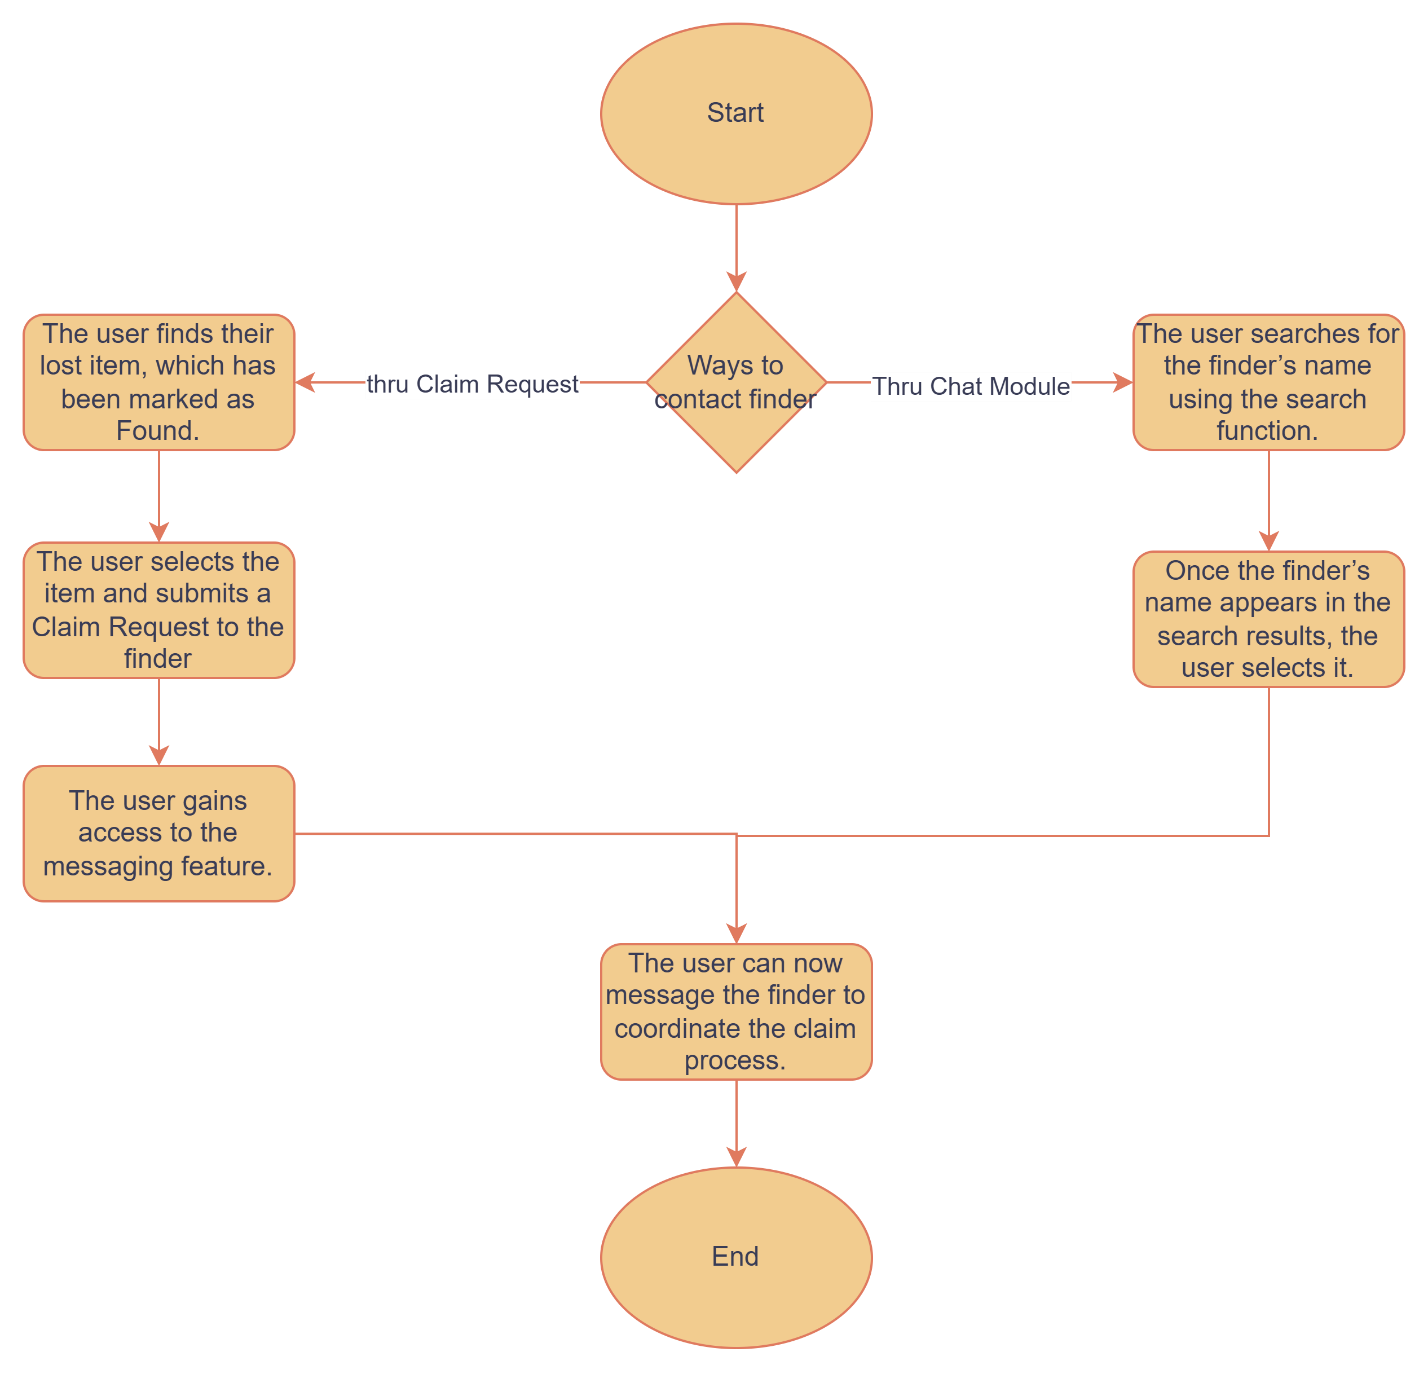 Start
Ways to
contact finder
thru Claim Request
Thru Chat Module
The user finds their
lost item, which has
been marked as
Found.
The user selects the
item and submits a
Claim Request to the
finder
The user gains
access to the
messaging feature.
The user searches for
the finder’s name
using the search
function.
Once the finder’s
name appears in the
search results, the
user selects it.
The user can now
message the finder to
coordinate the claim
process.
End